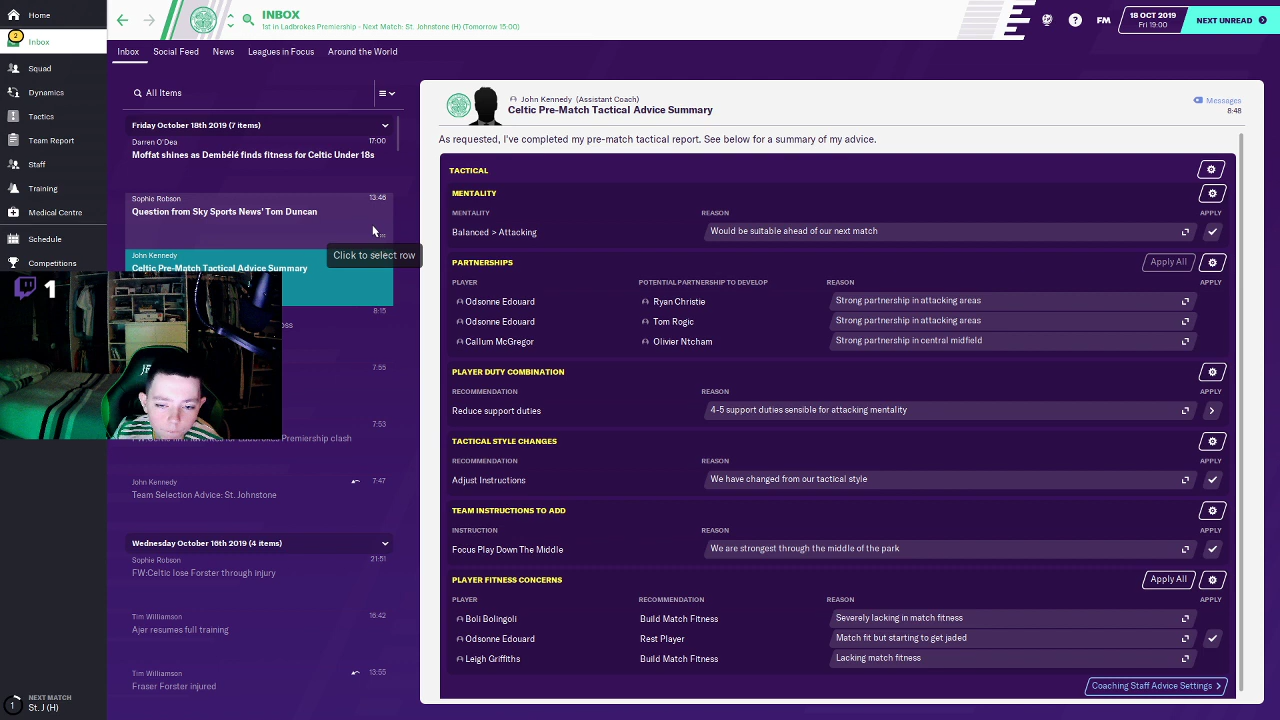 INBOX
1st in Ladbrokes Premiership - Next Match: St. Johnstone (H) (Tomorrow 15:00)
FM
18 OCT 2019
Fri 19:00
NEXT UNREAD
Home
2
Inbox
Squad
Dynamics
Tactics
Team Report
Staff
Training
Medical Centre
Schedule
Competitions
1
1
NEXT MATCH
St. J (H)
Inbox Social Feed News Leagues in Focus Around the World
All Items
Friday October 18th 2019 (7 items)
Darren O'Dea 17:00
Moffat shines as Dembélé finds fitness for Celtic Under 18s
Sophie Robson 13:46
Question from Sky Sports News' Tom Duncan
Click to select row
John Kennedy
Celtic Pre-Match Tactical Advice Summary
8:15
7:55
7:53
John Kennedy 7:47
Team Selection Advice: St. Johnstone
Wednesday October 16th 2019 (4 items)
Sophie Robson 21:51
FW:Celtic lose Forster through injury
Tim Williamson 16:42
Ajer resumes full training
Tim Williamson 13:55
Fraser Forster injured
John Kennedy (Assistant Coach)
Celtic Pre-Match Tactical Advice Summary
Messages
8:48
As requested, I've completed my pre-match tactical report. See below for a summary of my advice.
TACTICAL
MENTALITY
MENTALITY REASON APPLY
Balanced > Attacking Would be suitable ahead of our next match
PARTNERSHIPS Apply All
PLAYER POTENTIAL PARTNERSHIP TO DEVELOP REASON APPLY
Odsonne Edouard Ryan Christie Strong partnership in attacking areas
Odsonne Edouard Tom Rogic Strong partnership in attacking areas
Callum McGregor Olivier Ntcham Strong partnership in central midfield
PLAYER DUTY COMBINATION
RECOMMENDATION REASON APPLY
Reduce support duties 4-5 support duties sensible for attacking mentality
TACTICAL STYLE CHANGES
RECOMMENDATION REASON APPLY
Adjust Instructions We have changed from our tactical style
TEAM INSTRUCTIONS TO ADD
INSTRUCTION REASON APPLY
Focus Play Down The Middle We are strongest through the middle of the park
PLAYER FITNESS CONCERNS Apply All
PLAYER RECOMMENDATION REASON APPLY
Boli Bolingoli Build Match Fitness Severely lacking in match fitness
Odsonne Edouard Rest Player Match fit but starting to get jaded
Leigh Griffiths Build Match Fitness Lacking match fitness
Coaching Staff Advice Settings >